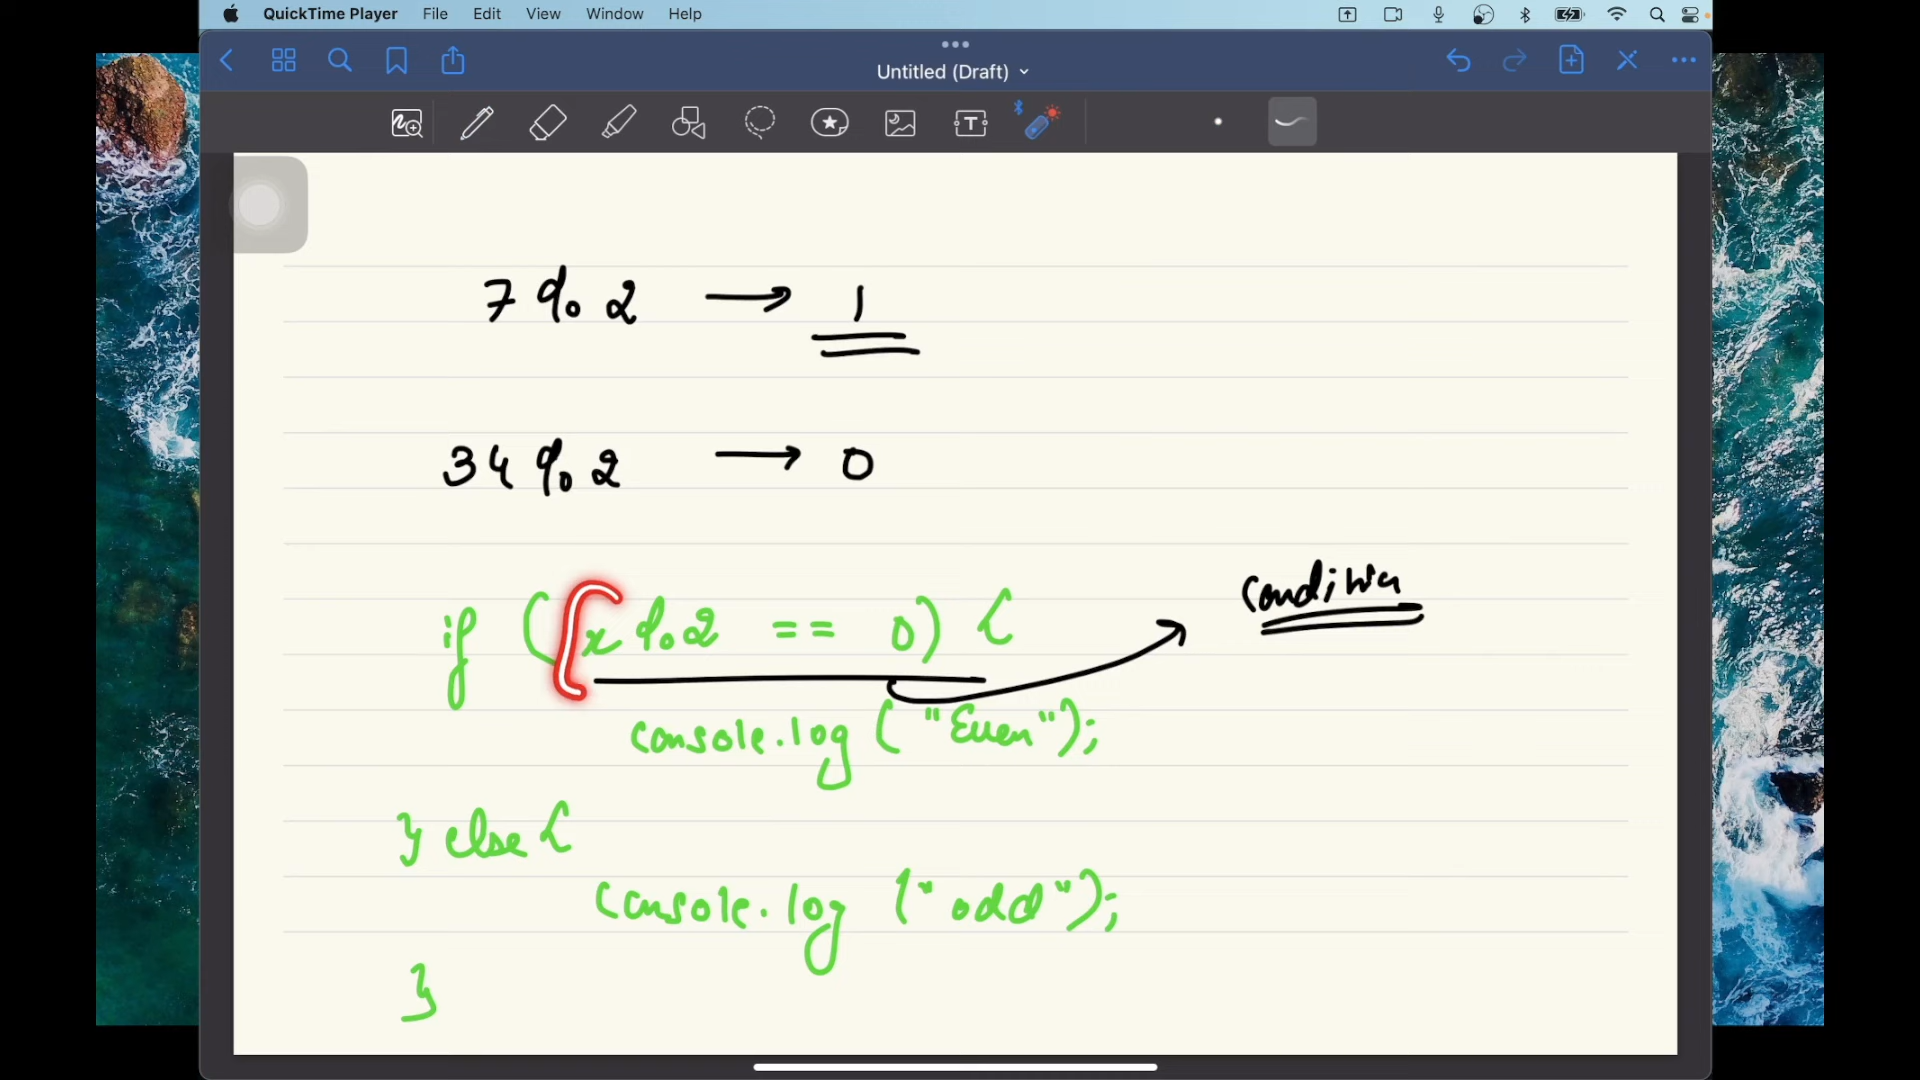 QuickTime Player File Edit View Window Help
Untitled (Draft)
7 % 2 → 1
34 % 2 → 0
condition
if (x % 2 == 0) {
console.log ("Even");
} else {
console.log ("odd");
}